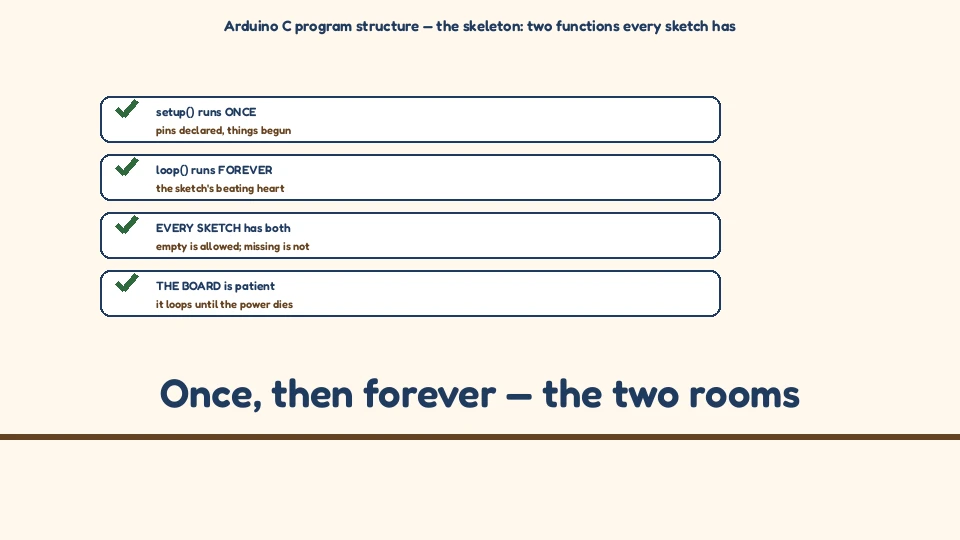 Arduino C program structure — the skeleton: two functions every sketch has
setup() runs ONCE
pins declared, things begun
loop() runs FOREVER
the sketch's beating heart
EVERY SKETCH has both
empty is allowed; missing is not
THE BOARD is patient
it loops until the power dies
Once, then forever — the two rooms